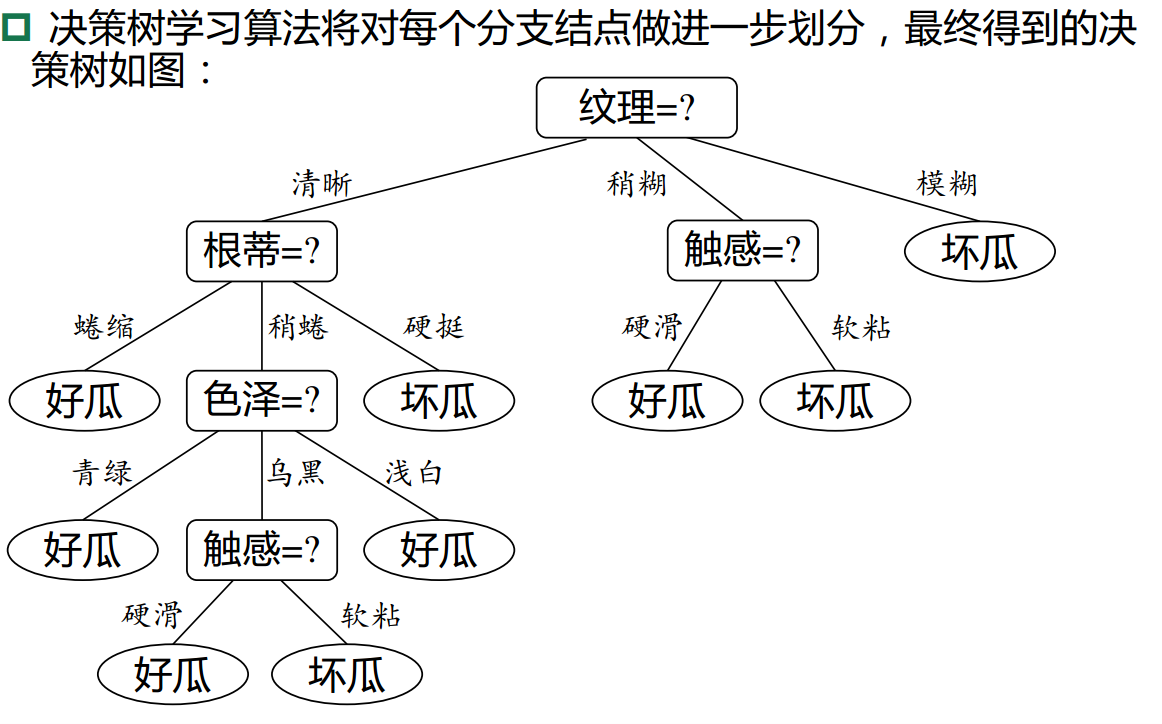 决策树学习算法将对每个分支结点做进一步划分，最终得到的决
策树如图：
纹理=?
清晰 稍糊 模糊
根蒂=? 触感=? 坏瓜
蜷缩 稍蜷 硬挺 硬滑 软粘
好瓜 色泽=? 坏瓜 好瓜 坏瓜
青绿 乌黑 浅白
好瓜 触感=? 好瓜
硬滑 软粘
好瓜 坏瓜